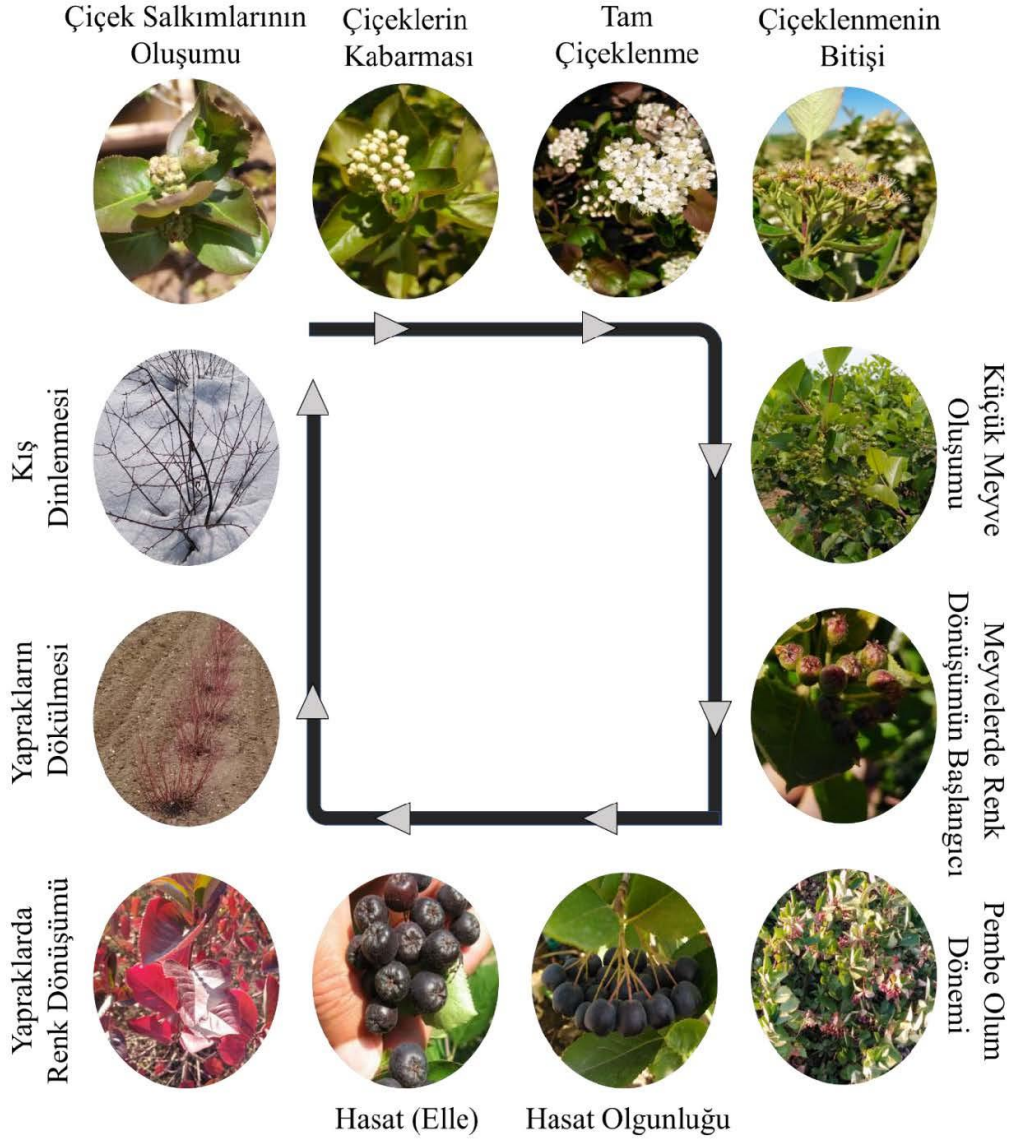 Çiçek Salkımlarının
Oluşumu
Çiçeklerin
Kabarması
Tam
Çiçeklenme
Çiçeklenmenin
Bitişi
Küçük Meyve
Oluşumu
Meyvelerde Renk
Dönüşümün Başlangıcı
Pembe Olum
Dönemi
Hasat Olgunluğu
Hasat (Elle)
Yapraklarda
Renk Dönüşümü
Yaprakların
Dökülmesi
Kış
Dinlenmesi